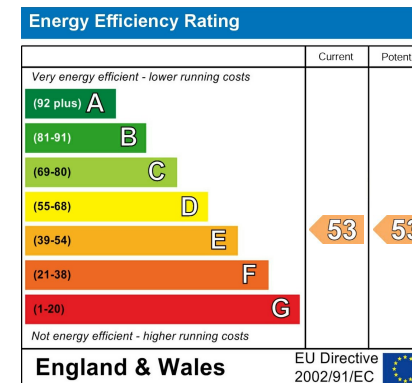 Energy Efficiency Rating
Current Potent
Very energy efficient - lower running costs
(92 plus) A
(81-91) B
(69-80) C
(55-68) D
(39-54) E
53 53
(21-38) F
(1-20) G
Not energy efficient - higher running costs
England & Wales
EU Directive
2002/91/EC